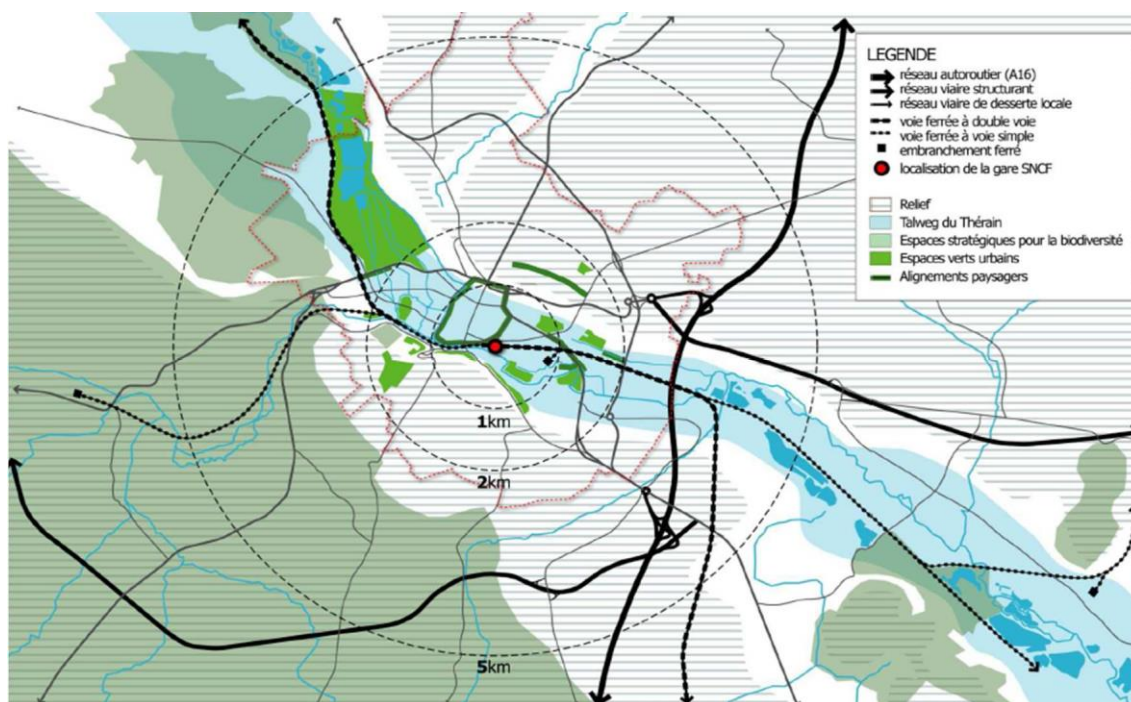 LEGENDE
réseau autoroutier (A16)
réseau viaire structurant
réseau viaire de desserte locale
voie ferrée à double voie
voie ferrée à voie simple
embranchement ferré
localisation de la gare SNCF
Relief
Talweg du Thérain
Espaces stratégiques pour la biodiversité
Espaces verts urbains
Alignements paysagers
1km
2km
5km